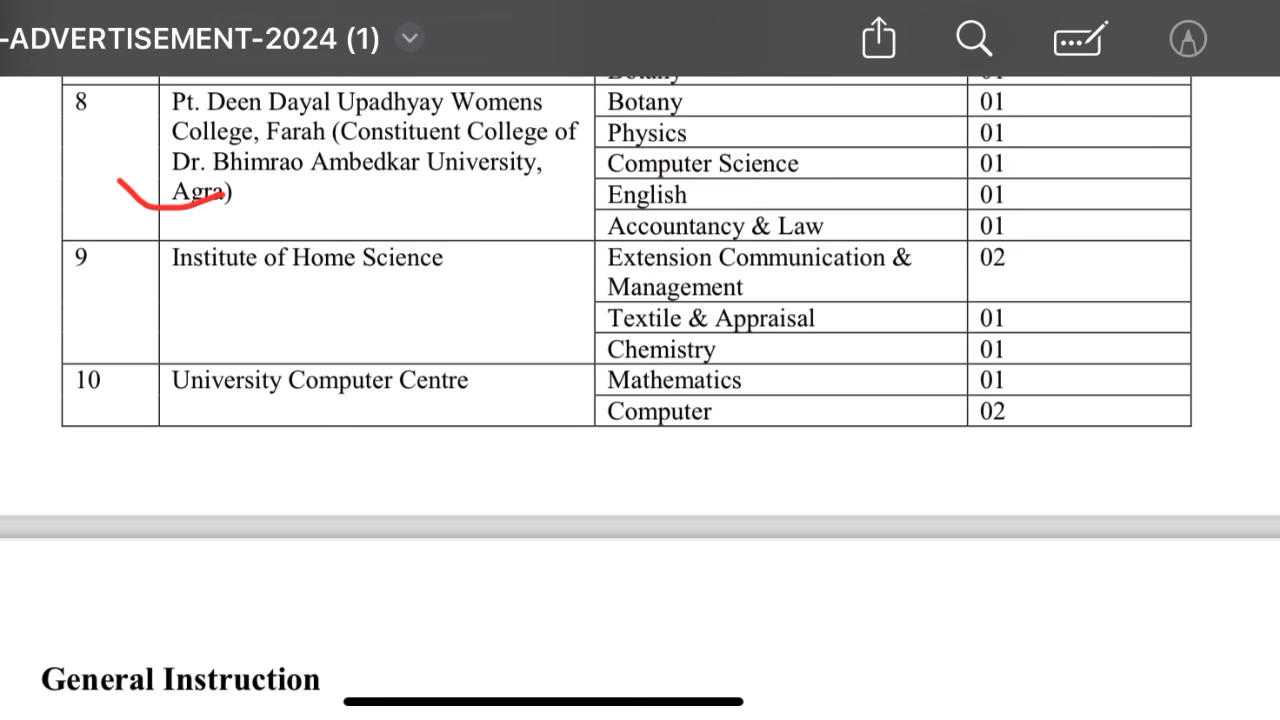 -ADVERTISEMENT-2024 (1)
8 Pt. Deen Dayal Upadhyay Womens Botany 01
College, Farah (Constituent College of Physics 01
Dr. Bhimrao Ambedkar University, Computer Science 01
Agra) English 01
Accountancy & Law 01
9 Institute of Home Science Extension Communication & 02
Management
Textile & Appraisal 01
Chemistry 01
10 University Computer Centre Mathematics 01
Computer 02
General Instruction